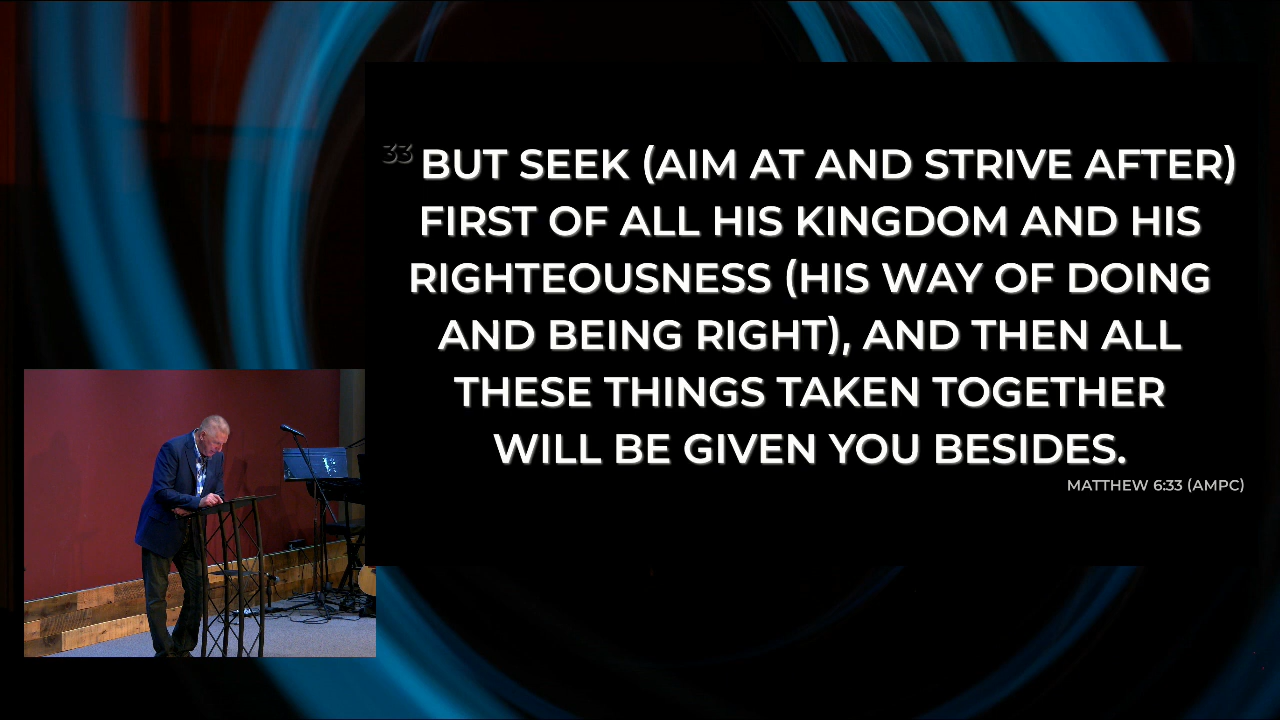 33 BUT SEEK (AIM AT AND STRIVE AFTER)
FIRST OF ALL HIS KINGDOM AND HIS
RIGHTEOUSNESS (HIS WAY OF DOING
AND BEING RIGHT), AND THEN ALL
THESE THINGS TAKEN TOGETHER
WILL BE GIVEN YOU BESIDES.
MATTHEW 6:33 (AMPC)